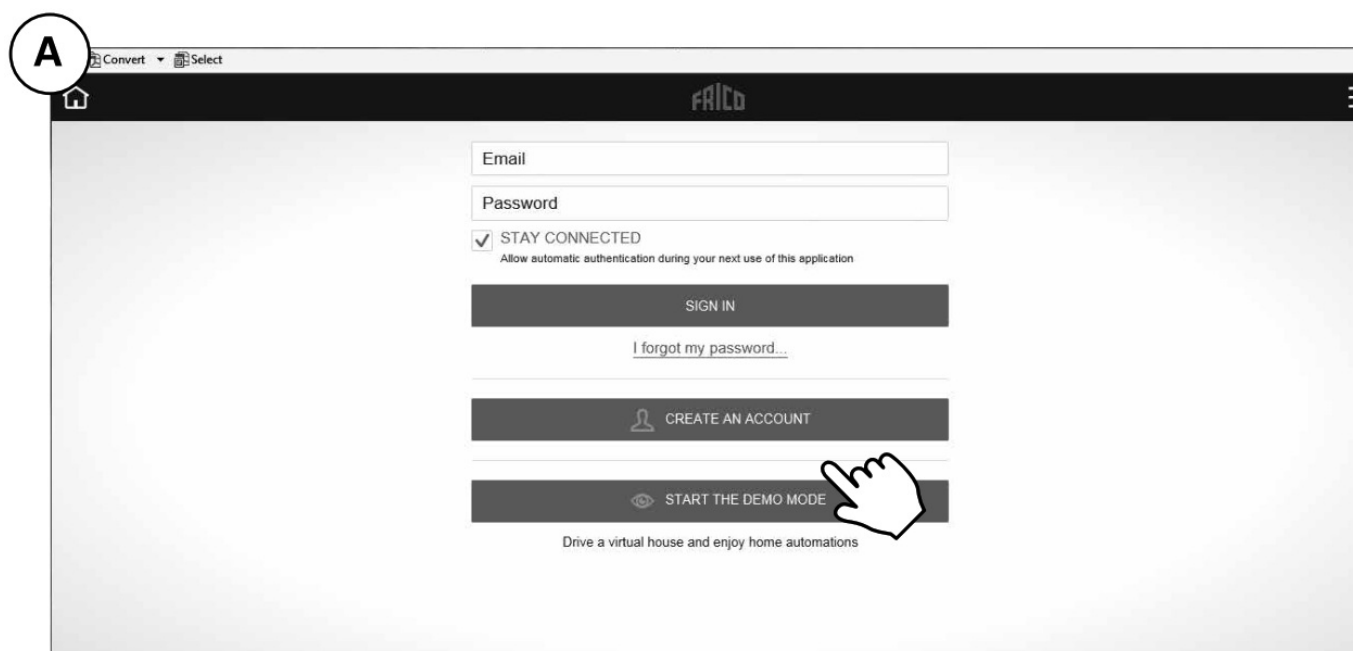 A
Convert Select
FRICO
Email
Password
STAY CONNECTED
Allow automatic authentication during your next use of this application
SIGN IN
I forgot my password...
CREATE AN ACCOUNT
START THE DEMO MODE
Drive a virtual house and enjoy home automations